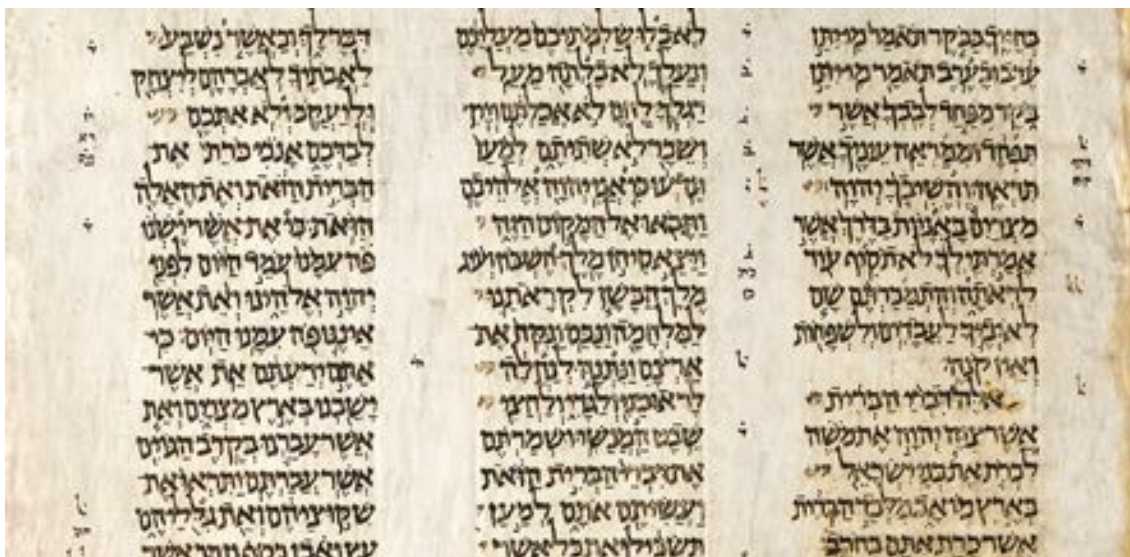 בחייך בבקר תאמר מי יתן
ערב ובערב תאמר מי יתן
בקר מפחד לבבך אשר
תפחד וממראה עיניך אשר
תראה והשיבך יהוה
מצרים באניות בדרך אשר
אמרתי לך לא תסיף עוד
לראתה והתמכרתם שם
לאיביך לעבדים ולשפחות
ואין קנה
אלה דברי הברית
אשר צוה יהוה את משה
לכרת את בני ישראל
בארץ מואב מלבד הברית
אשר כרת אתם בחרב
לא בלו שלמתיכם מעליכם
ונעלך לא בלתה מעל
רגלך לחם לא אכלתם ויין
ושכר לא שתיתם למען
תדעו כי אני יהוה אלהיכם
ותבאו אל המקום הזה
ויצא סיחן מלך חשבון ועוג
מלך הבשן לקראתנו
למלחמה ונכם ונקח את
ארצם ונתנה לנחלה
לראובני ולגדי ולחצי
שבט המנשי ושמרתם
את דברי הברית הזאת
ועשיתם אתם למען
תשכילו את כל אשר
דבר לך וכאשר נשבע
לאבתיך לאברהם ליצחק
וליעקב ולא אתכם
לבדכם אנכי כרת את
הברית הזאת ואת האלה
הזאת כי את אשר ישנו
פה עמנו עמד היום לפני
יהוה אלהינו ואת אשר
איננו פה עמנו היום כי
אתם ידעתם את אשר
ישבנו בארץ מצרים ואת
אשר עברנו בקרב הגוים
אשר עברתם ותראו את
שקוציהם ואת גלליהם
עץ ואבן כסף וזהב אשר